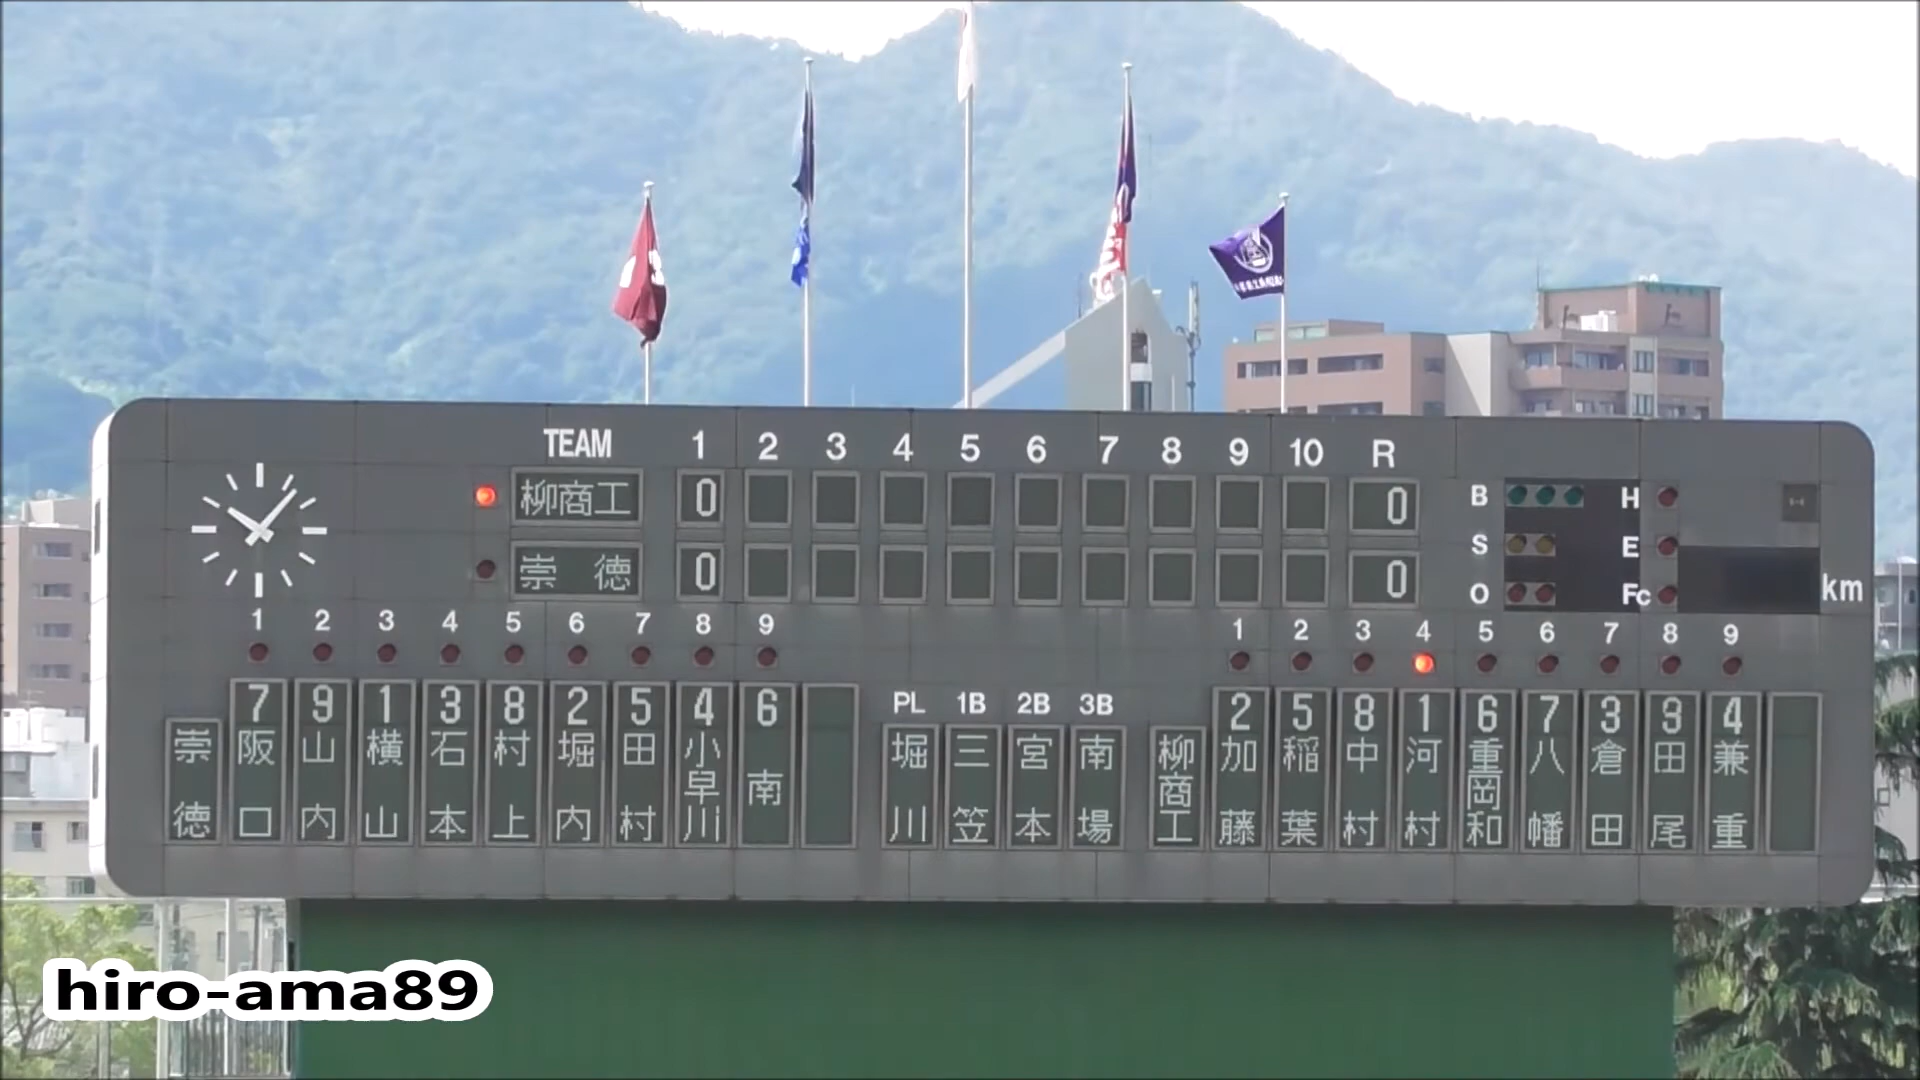 TEAM 1 2 3 4 5 6 7 8 9 10 R
柳商工 0 0
崇徳 0 0
B H
S E
O Fc
km
1 2 3 4 5 6 7 8 9
1 2 3 4 5 6 7 8 9
崇徳
7 阪口
9 山内
1 横山
3 石本
8 村上
2 堀内
5 田村
4 小早川
6 南
PL 堀川
1B 三笠
2B 宮本
3B 南場
柳商工
2 加藤
5 稲葉
8 中村
1 河村
6 重岡和
7 八幡
3 倉田
9 田尾
4 兼重
hiro-ama89